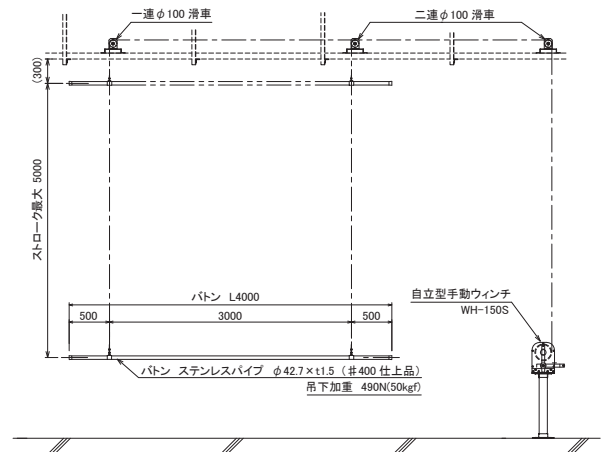 一連φ100 滑車
二連φ100 滑車
(300)
ストローク最大 5000
バトン L4000
500
3000
500
自立型手動ウィンチ
WH-150S
バトン ステンレスパイプ φ42.7×t1.5 (#400 仕上品)
吊下加重 490N(50kgf)